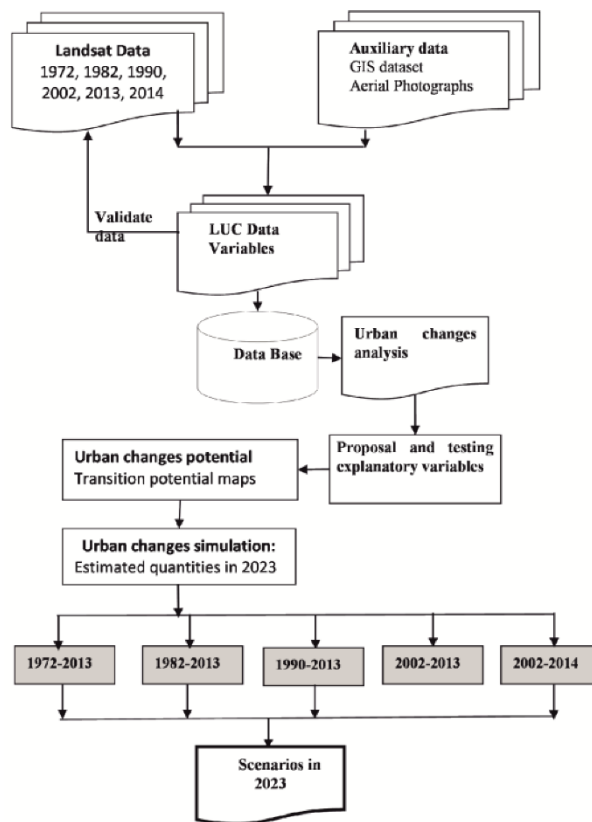 Landsat Data
1972, 1982, 1990,
2002, 2013, 2014
Auxiliary data
GIS dataset
Aerial Photographs
Validate
data
LUC Data
Variables
Data Base
Urban changes
analysis
Proposal and testing
explanatory variables
Urban changes potential
Transition potential maps
Urban changes simulation:
Estimated quantities in 2023
1972-2013
1982-2013
1990-2013
2002-2013
2002-2014
Scenarios in
2023